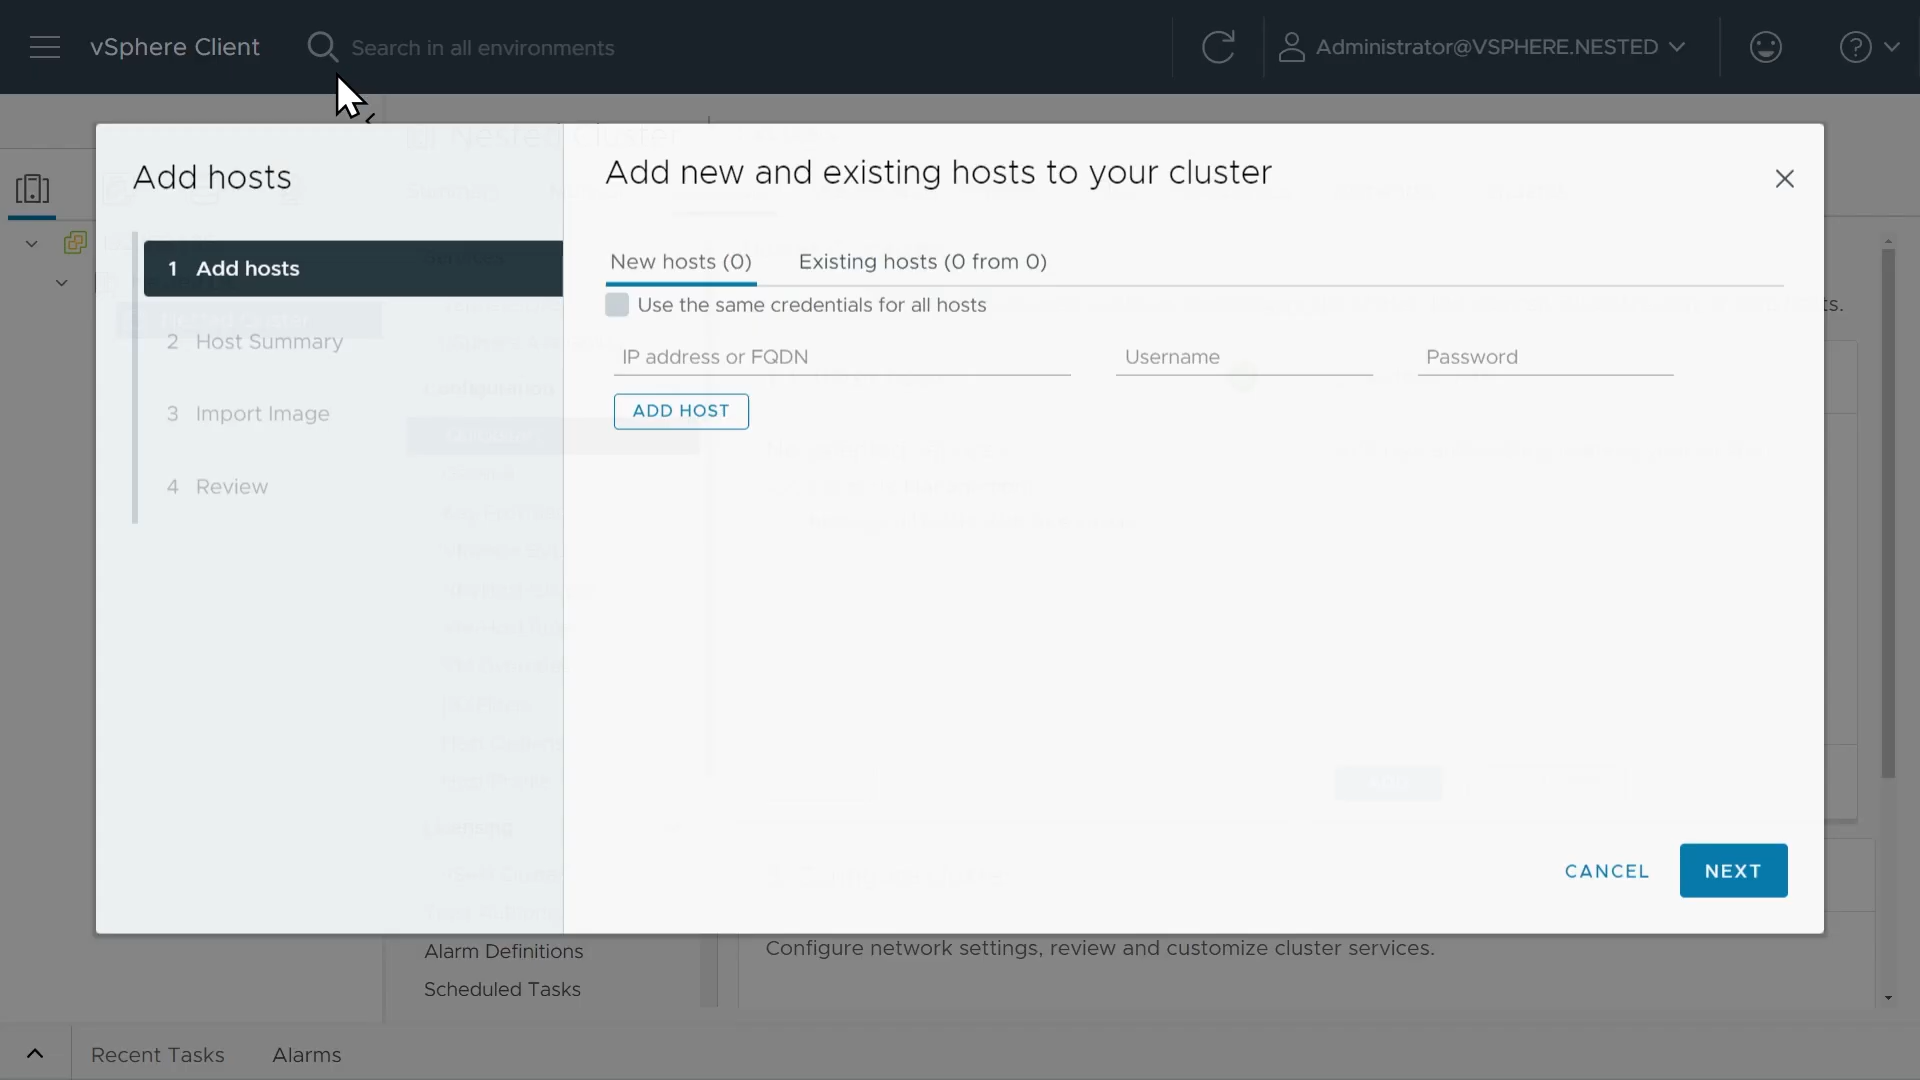 vSphere Client
Search in all environments
Administrator@VSPHERE.NESTED
Add hosts
1 Add hosts
2 Host Summary
3 Import Image
4 Review
Add new and existing hosts to your cluster
New hosts (0)
Existing hosts (0 from 0)
Use the same credentials for all hosts
IP address or FQDN
Username
Password
ADD HOST
CANCEL
NEXT
Nested Cluster
Alarm Definitions
Scheduled Tasks
Configure network settings, review and customize cluster services.
Recent Tasks
Alarms